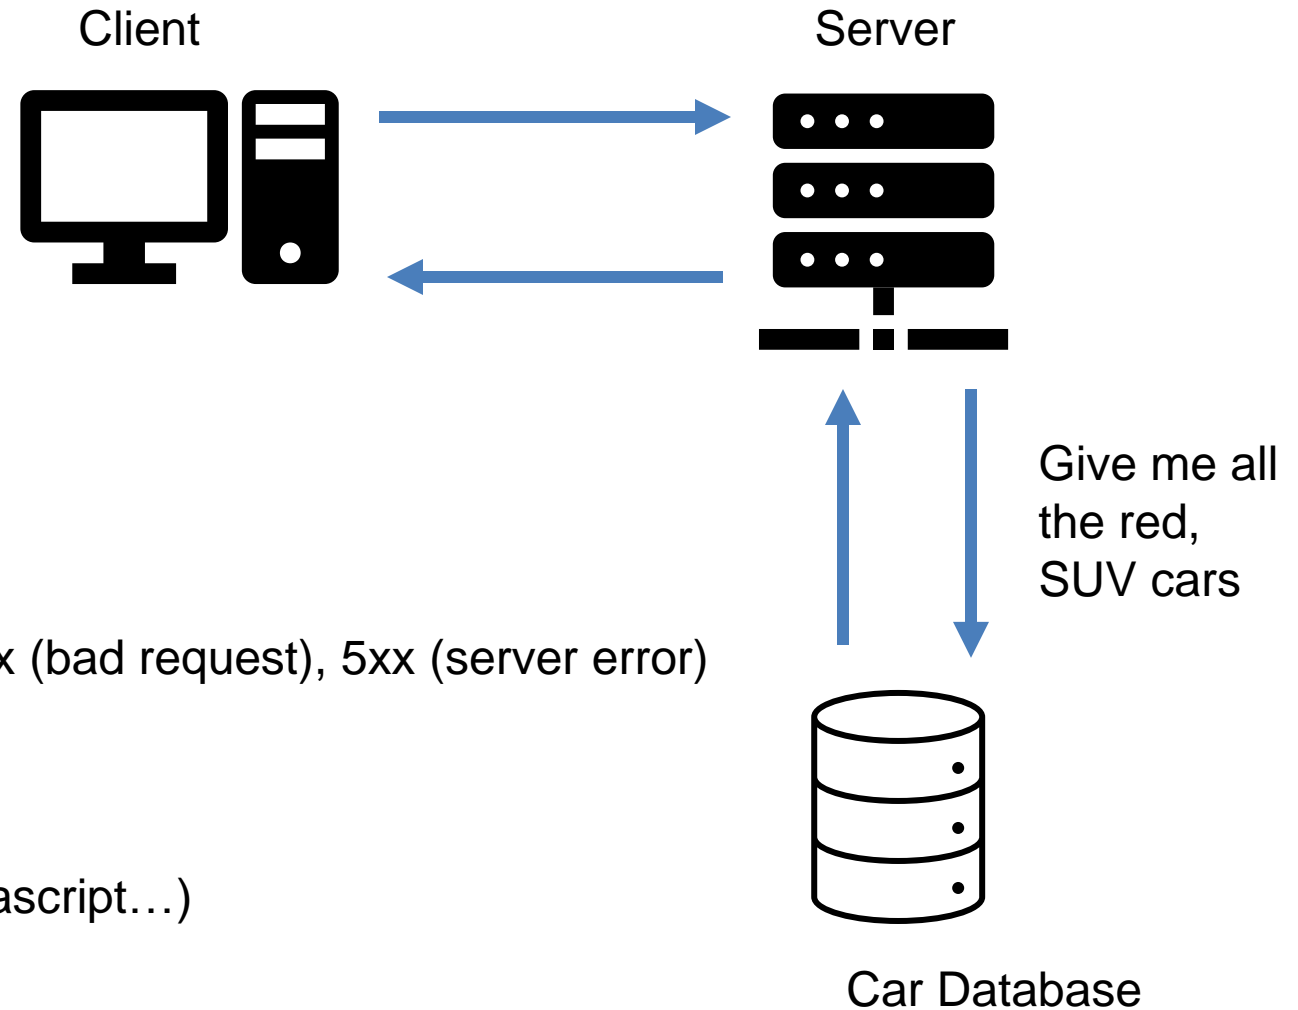 Client
Server
Give me all
the red,
SUV cars
x (bad request), 5xx (server error)
ascript…)
Car Database